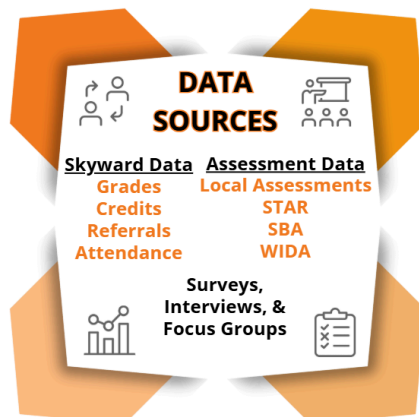 DATA
SOURCES
Skyward Data
Grades
Credits
Referrals
Attendance
Assessment Data
Local Assessments
STAR
SBA
WIDA
Surveys,
Interviews, &
Focus Groups